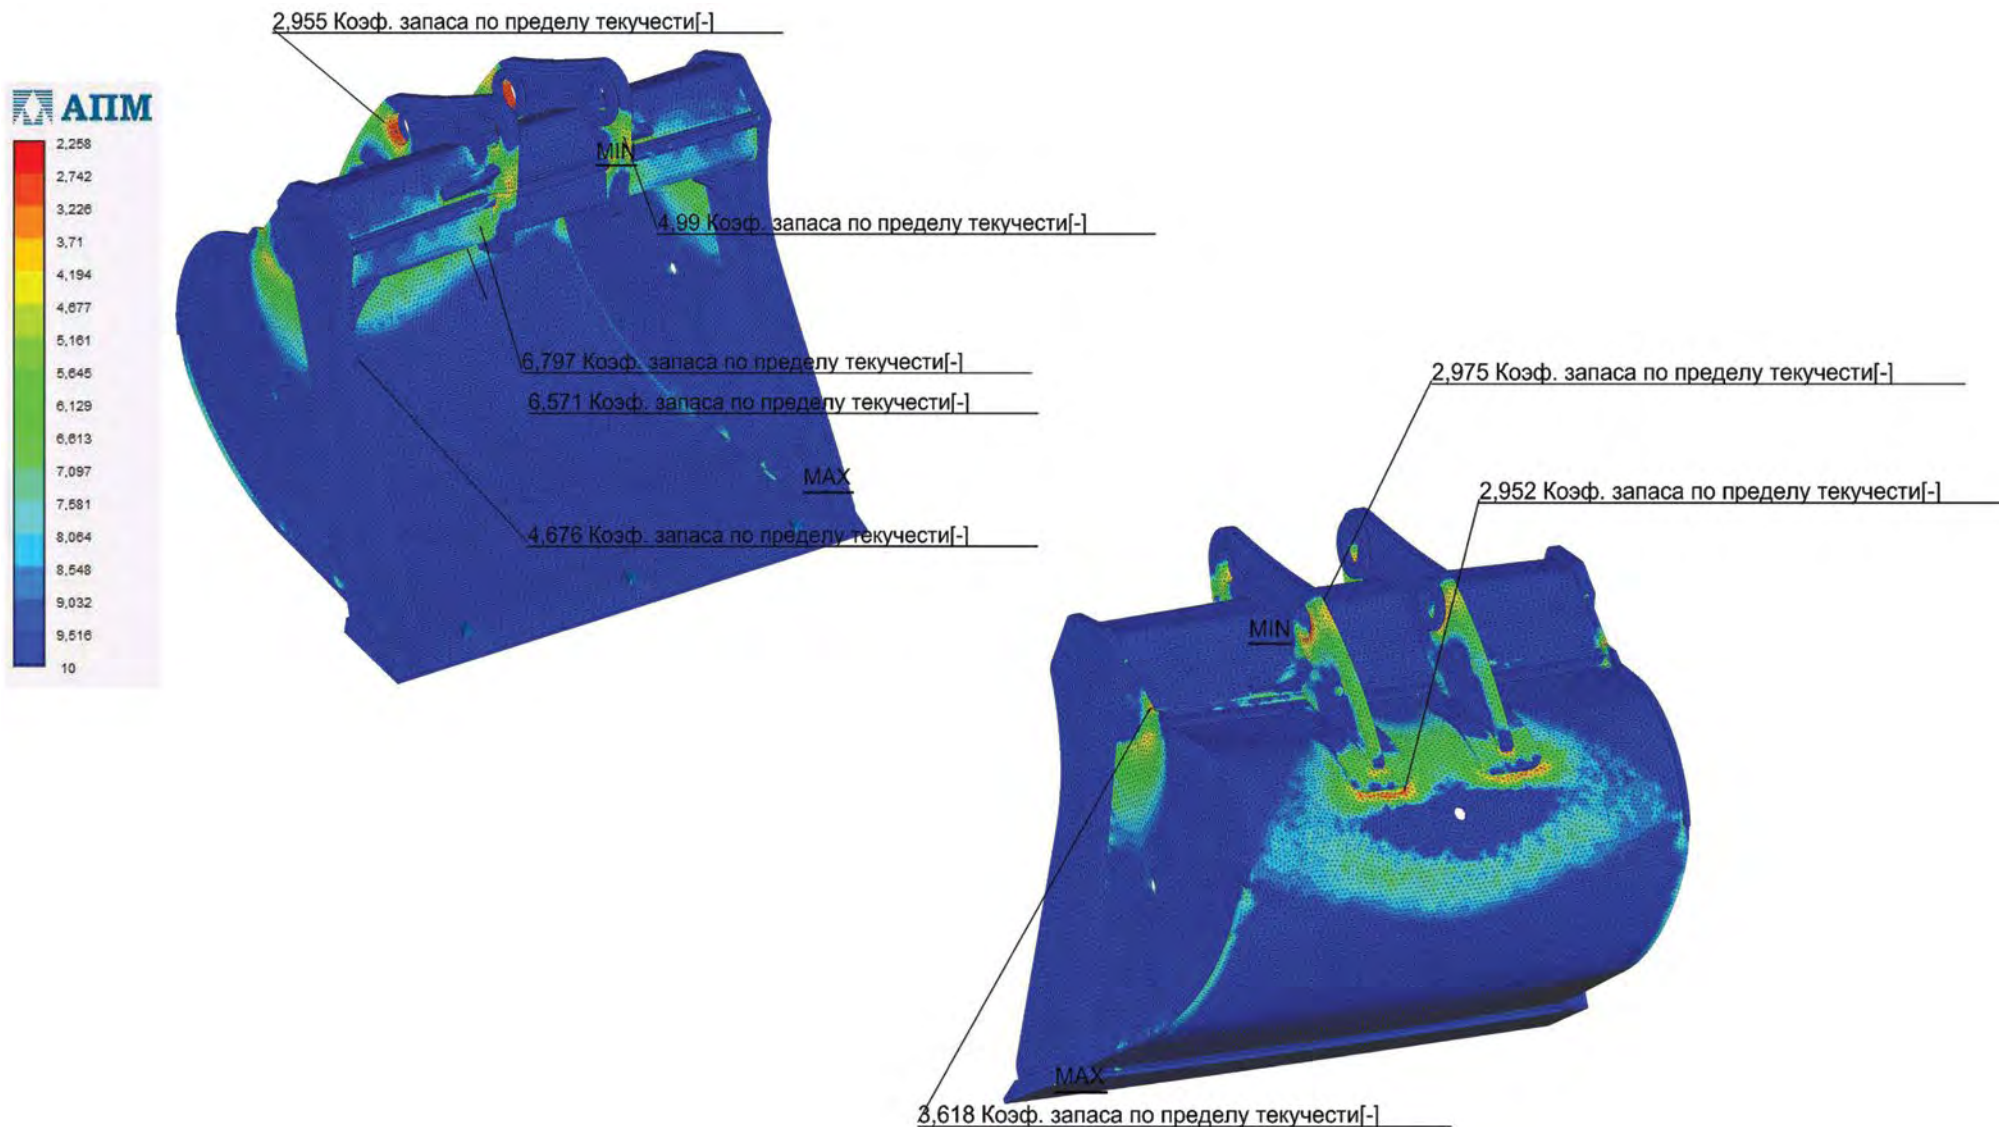 2,955 Коэф. запаса по пределу текучести[-]
АПМ
2,258
2,742
3,226
3,71
4,194
4,677
5,161
5,645
6,129
6,613
7,097
7,581
8,064
8,548
9,032
9,516
10
MIN
4,99 Коэф. запаса по пределу текучести[-]
6,797 Коэф. запаса по пределу текучести[-]
6,571 Коэф. запаса по пределу текучести[-]
MAX
4,676 Коэф. запаса по пределу текучести[-]
2,975 Коэф. запаса по пределу текучести[-]
2,952 Коэф. запаса по пределу текучести[-]
MIN
MAX
3,618 Коэф. запаса по пределу текучести[-]